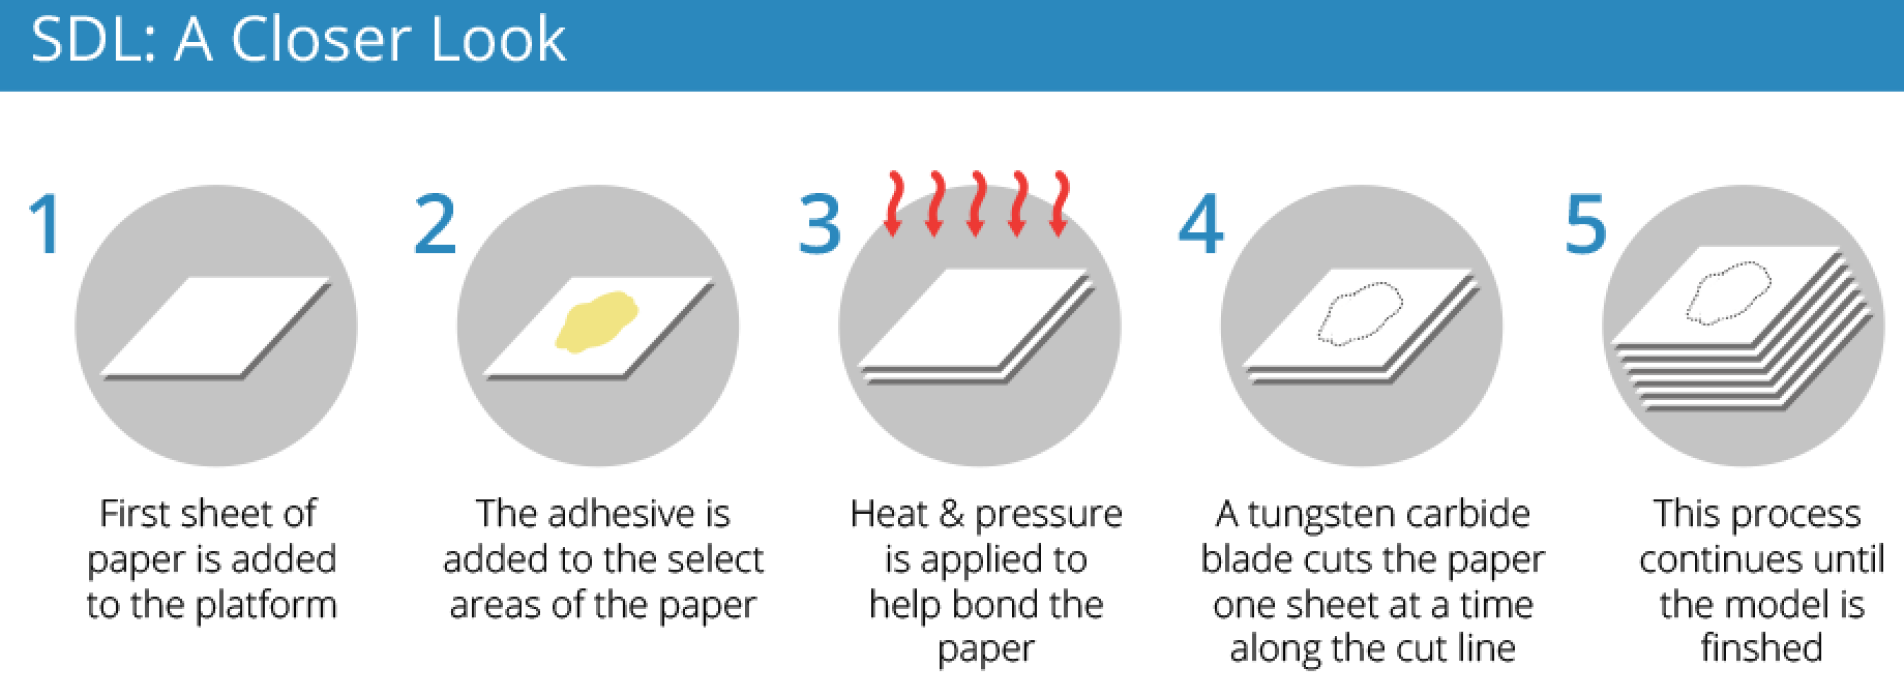 SDL: A Closer Look
1
First sheet of
paper is added
to the platform
2
The adhesive is
added to the select
areas of the paper
3
Heat & pressure
is applied to
help bond the
paper
4
A tungsten carbide
blade cuts the paper
one sheet at a time
along the cut line
5
This process
continues until
the model is
finshed